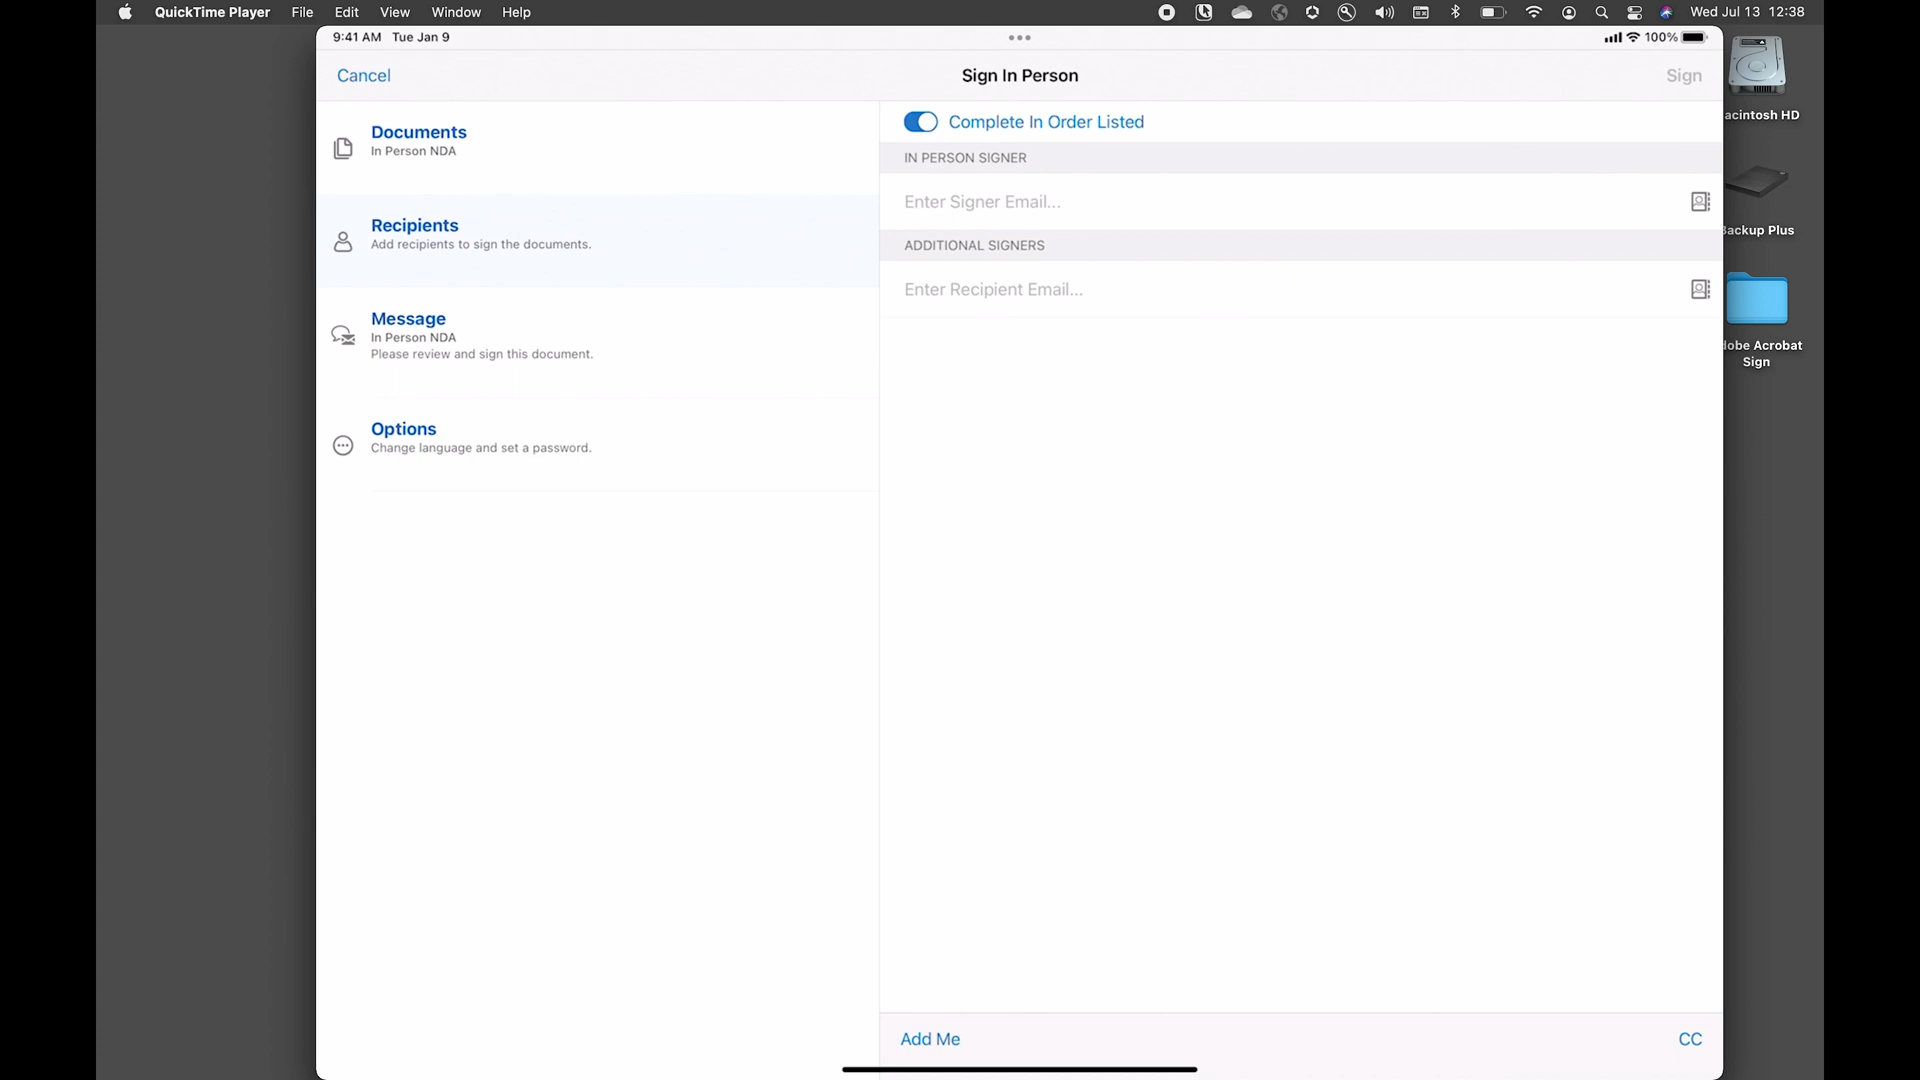 QuickTime Player File Edit View Window Help Wed Jul 13 12:38
9:41 AM Tue Jan 9 100%
Cancel Sign In Person Sign
Documents
In Person NDA
Recipients
Add recipients to sign the documents.
Message
In Person NDA
Please review and sign this document.
Options
Change language and set a password.
Complete In Order Listed
IN PERSON SIGNER
Enter Signer Email...
ADDITIONAL SIGNERS
Enter Recipient Email...
Add Me CC
acintosh HD
Backup Plus
dobe Acrobat
Sign